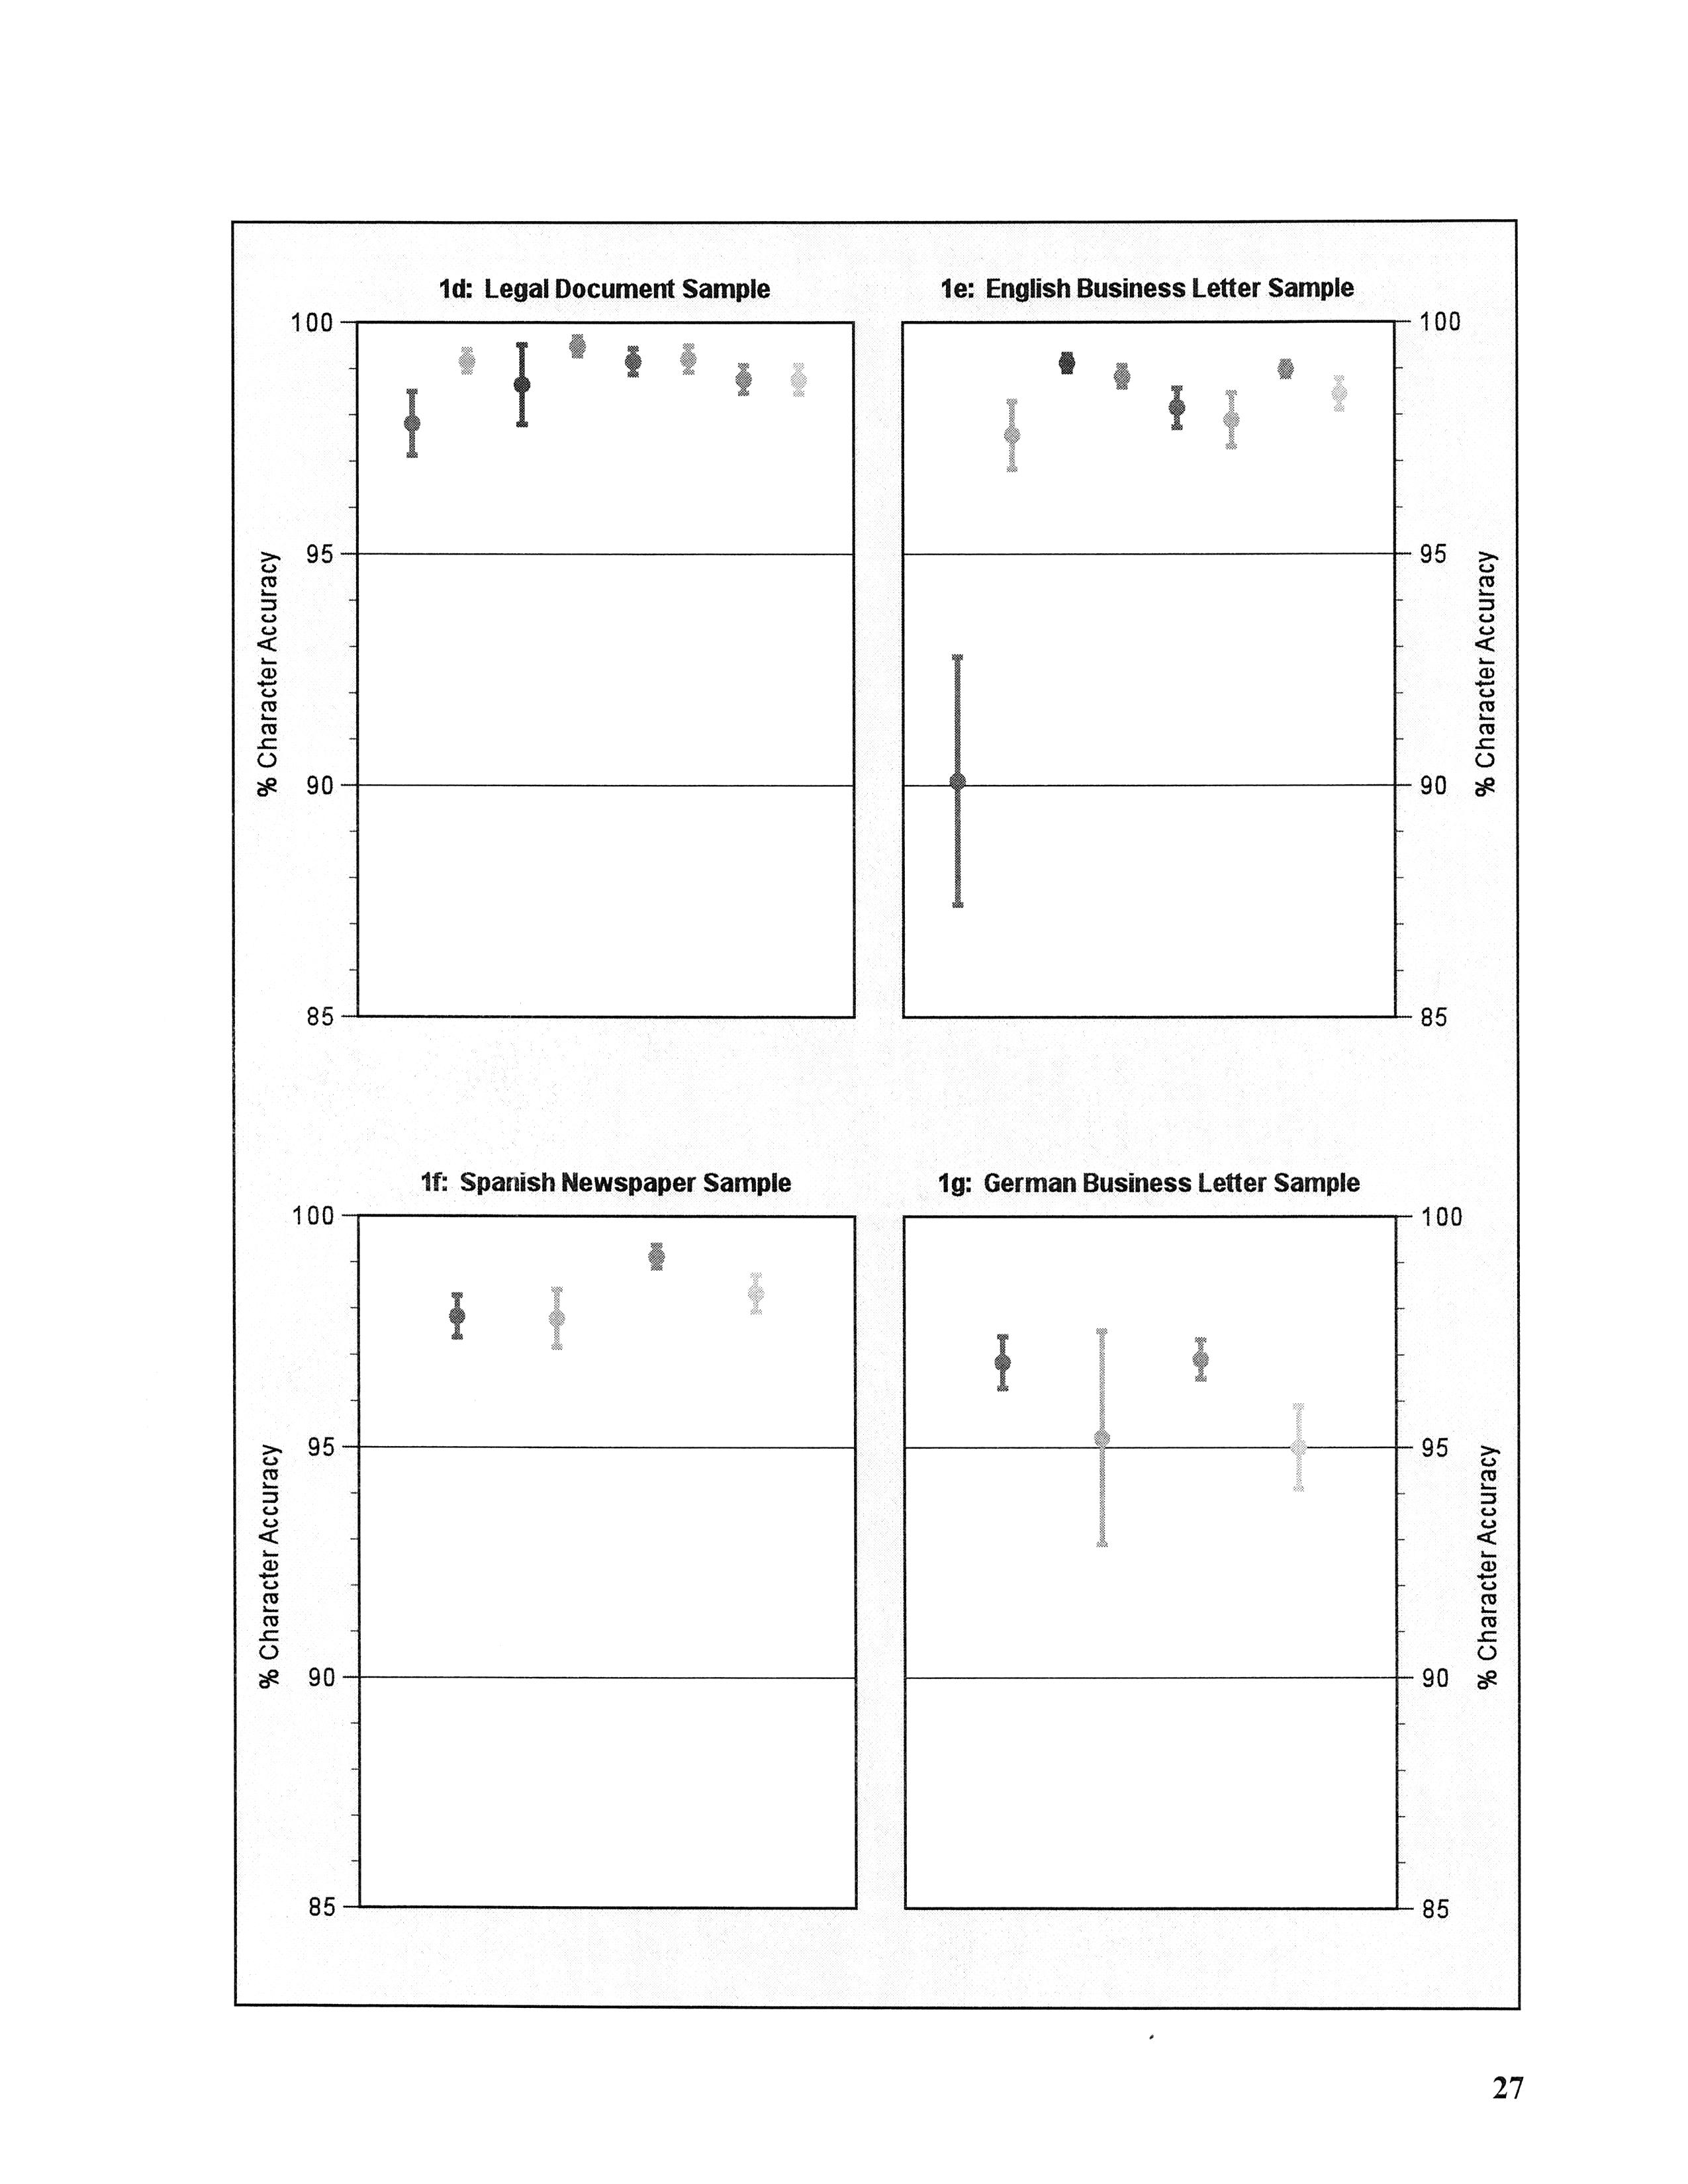 1d: Legal Document Sample
100
95
90
85
% Character Accuracy
1e: English Business Letter Sample
100
95
90
85
% Character Accuracy
1f: Spanish Newspaper Sample
100
95
90
85
% Character Accuracy
1g: German Business Letter Sample
100
95
90
85
% Character Accuracy
27